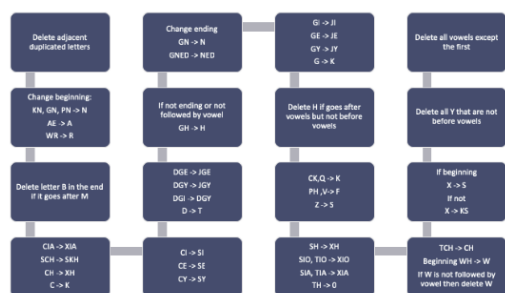 Delete adjacent
duplicated letters
Change beginning:
KN, GN, PN -> N
AE -> A
WR -> R
Delete letter B in the end
if it goes after M
CIA -> XIA
SCH -> SKH
CH -> XH
C -> K
CI -> SI
CE -> SE
CY -> SY
DGE -> JGE
DGY -> JGY
DGI -> DGY
D -> T
If not ending or not
followed by vowel
GH -> H
Change ending
GN -> N
GNED -> NED
GI -> JI
GE -> JE
GY -> JY
G -> K
Delete H if goes after
vowels but not before
vowels
CK,Q -> K
PH ,V-> F
Z -> S
SH -> XH
SIO, TIO -> XIO
SIA, TIA -> XIA
TH -> 0
TCH -> CH
Beginning WH -> W
If W is not followed by
vowel then delete W
If beginning
X -> S
If not
X -> KS
Delete all Y that are not
before vowels
Delete all vowels except
the first